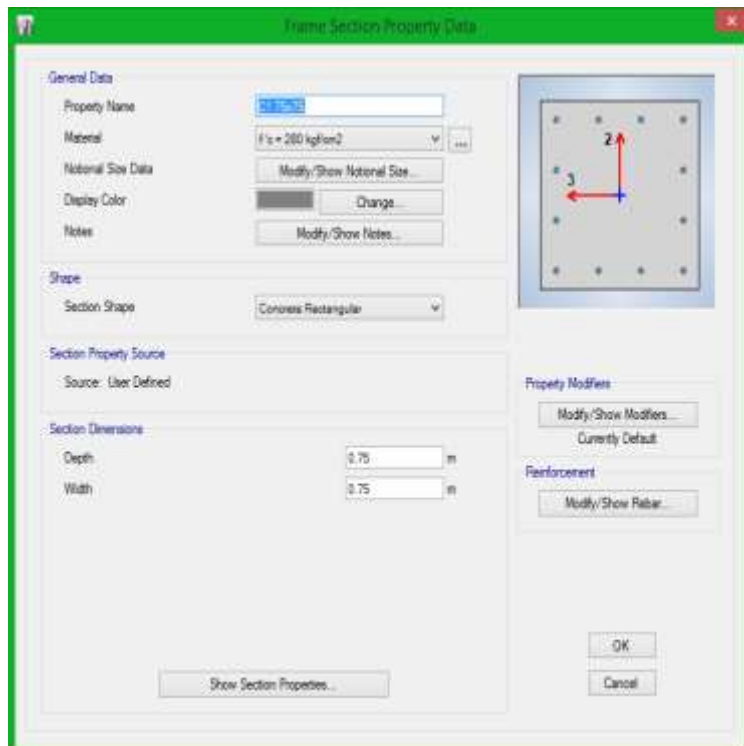 Frame Section Property Data
General Data
Property Name
Material f'c = 280 kgf/cm2 ...
Notional Size Data Modify/Show Notional Size...
Display Color Change...
Notes Modify/Show Notes...
2
3
Shape
Section Shape Concrete Rectangular
Section Property Source
Source: User Defined
Property Modifiers
Modify/Show Modifiers...
Currently Default
Section Dimensions
Depth 0.75 m
Width 0.75 m
Reinforcement
Modify/Show Rebar...
OK
Show Section Properties...
Cancel